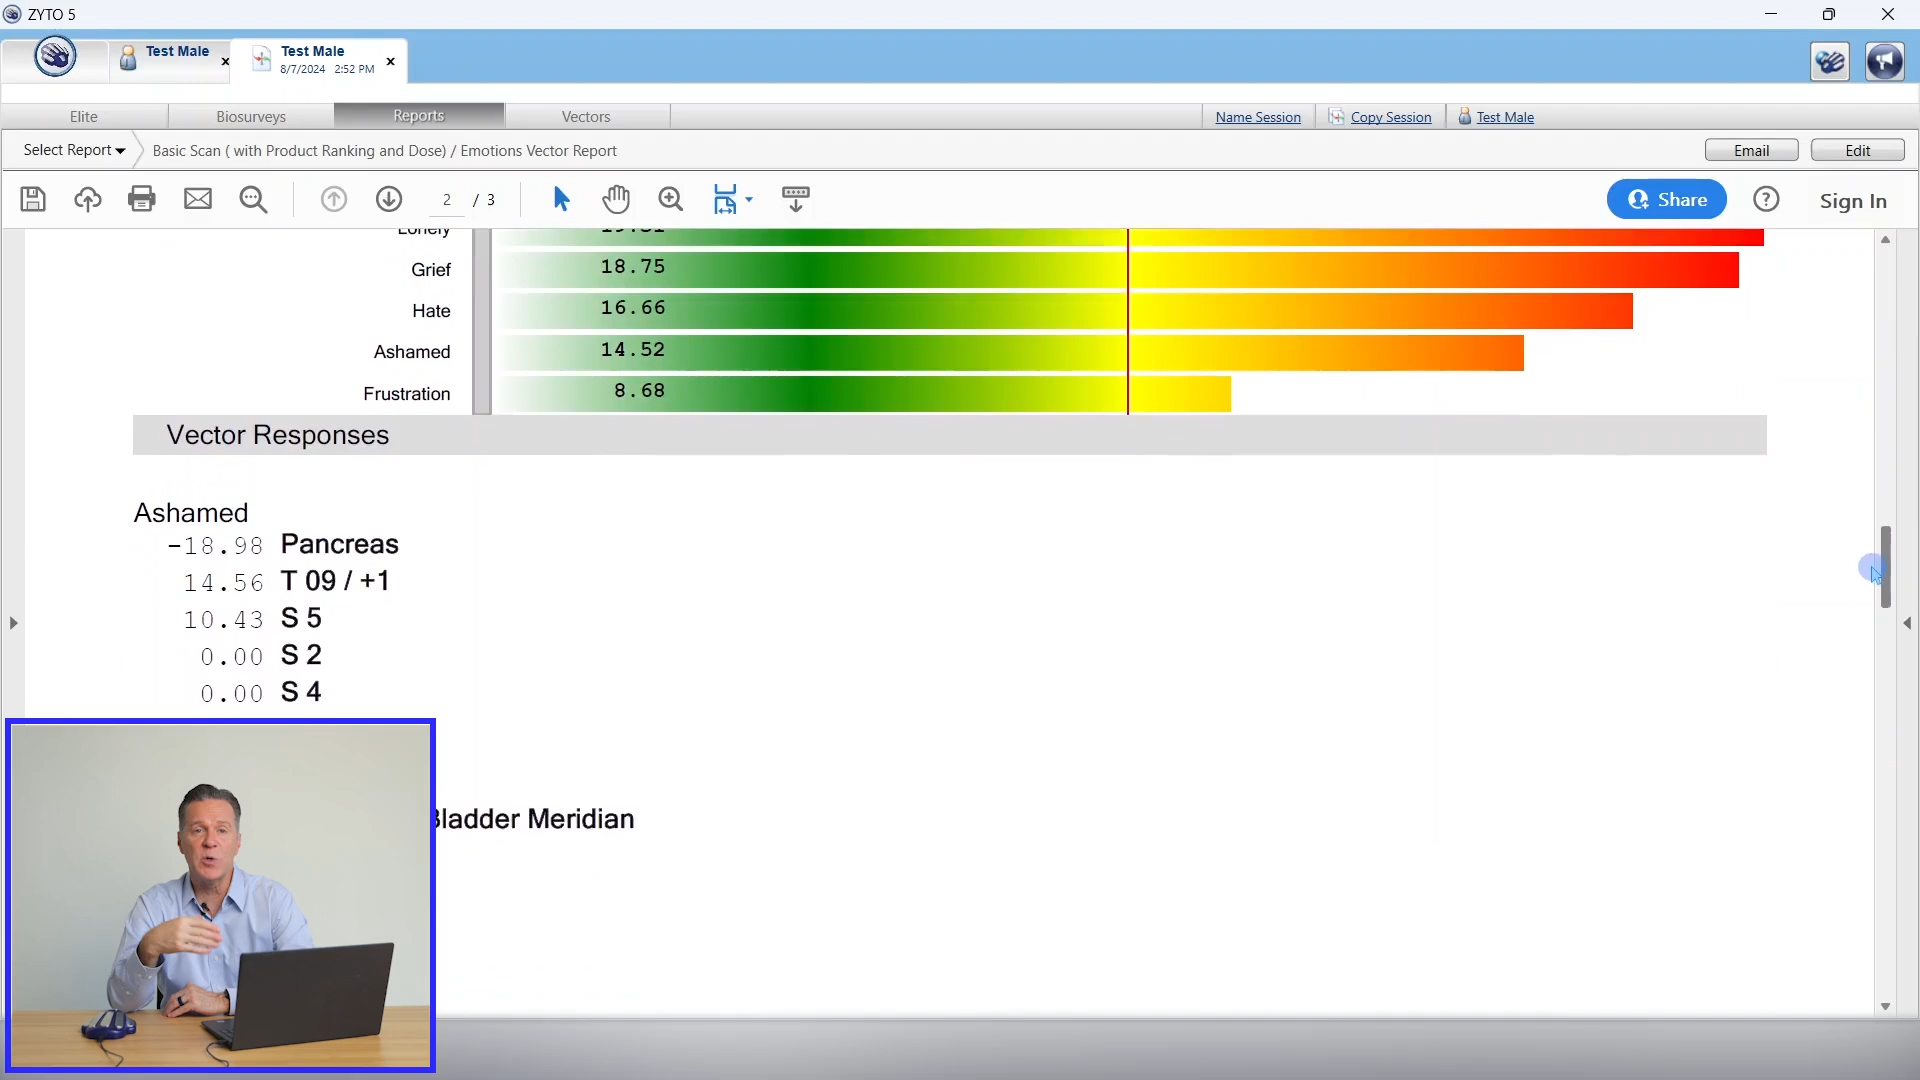 ZYTO 5
Test Male
Test Male
8/7/2024 2:52 PM
Elite
Biosurveys
Reports
Vectors
Name Session
Copy Session
Test Male
Select Report
Basic Scan ( with Product Ranking and Dose) / Emotions Vector Report
Email
Edit
2 / 3
Share
Sign In
Lonely
Grief 18.75
Hate 16.66
Ashamed 14.52
Frustration 8.68
Vector Responses
Ashamed
-18.98 Pancreas
14.56 T 09 / +1
10.43 S 5
0.00 S 2
0.00 S 4
Bladder Meridian